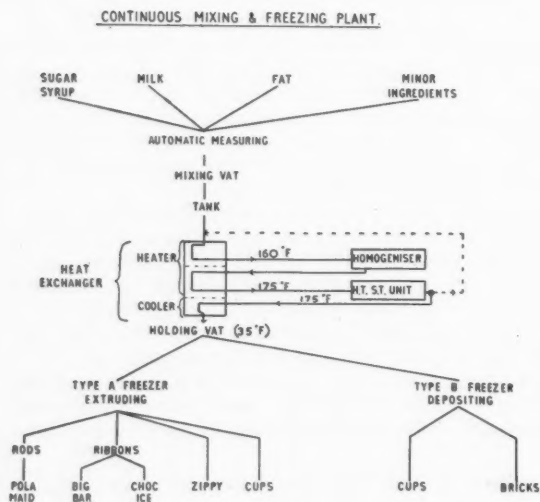 CONTINUOUS MIXING & FREEZING PLANT.
SUGAR SYRUP
MILK
FAT
MINOR INGREDIENTS
AUTOMATIC MEASURING
MIXING VAT
TANK
HEAT EXCHANGER
HEATER
160°F
HOMOGENISER
175°F
H.T. S.T. UNIT
COOLER
175°F
HOLDING VAT (35°F)
TYPE A FREEZER
EXTRUDING
TYPE B FREEZER
DEPOSITING
RODS
RIBBONS
POLA MAID
BIG BAR
CHOC ICE
ZIPPY
CUPS
CUPS
BRICKS